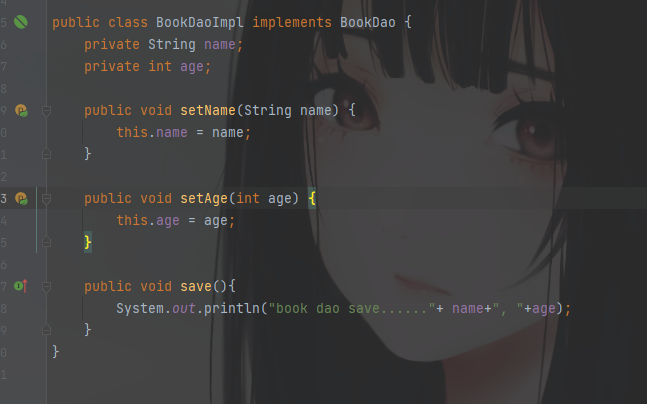 5 public class BookDaoImpl implements BookDao {
6 private String name;
7 private int age;
8
9 public void setName(String name) {
0 this.name = name;
1 }
2
3 public void setAge(int age) {
4 this.age = age;
5 }
6
7 public void save(){
8 System.out.println("book dao save......"+ name+", "+age);
9 }
0 }
1